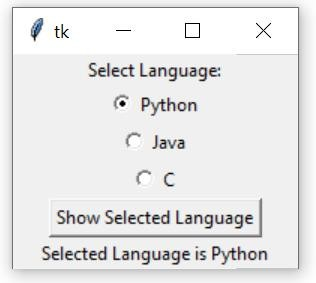 tk
Select Language:
Python
Java
C
Show Selected Language
Selected Language is Python